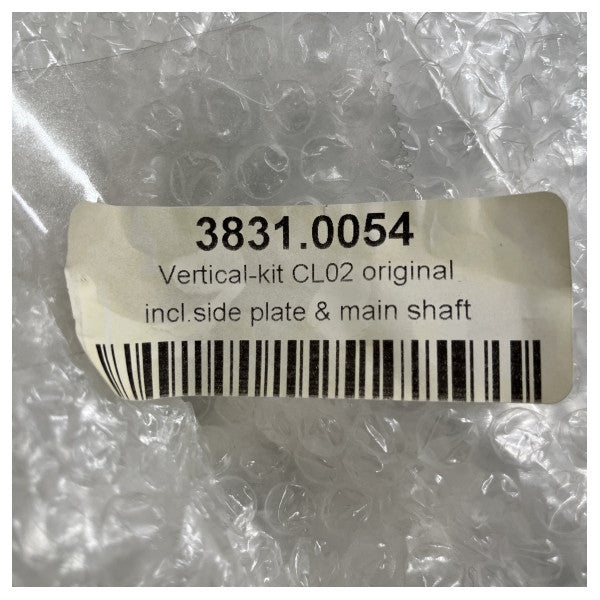 3831.0054
Vertical-kit CL02 original
incl.side plate & main shaft